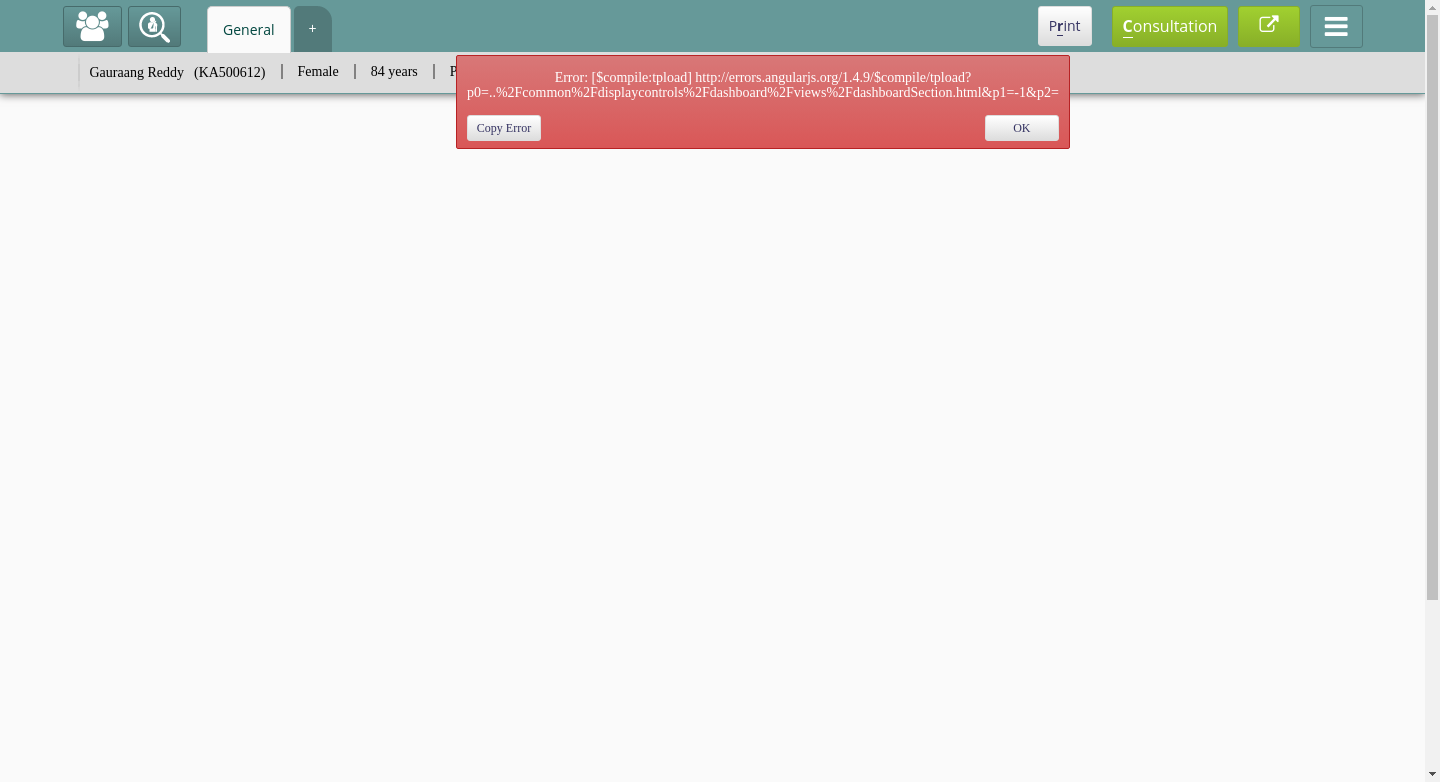 General
+
Print
Consultation
Gauraang Reddy (KA500612)
Female
84 years
Error: [$compile:tpload] http://errors.angularjs.org/1.4.9/$compile/tpload?
p0=..%2Fcommon%2Fdisplaycontrols%2Fdashboard%2Fviews%2FdashboardSection.html&p1=-1&p2=
Copy Error
OK